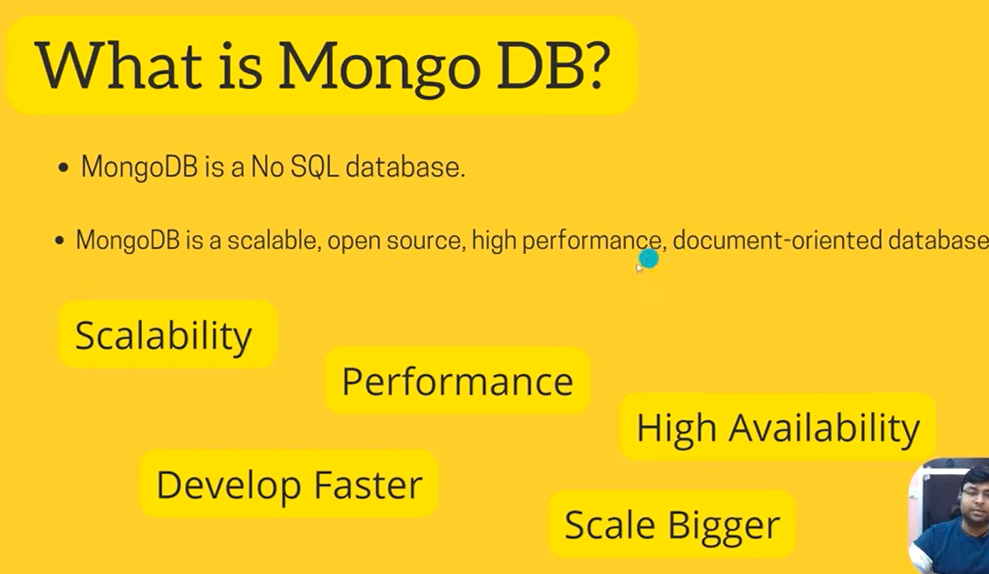 What is Mongo DB?
• MongoDB is a No SQL database.
• MongoDB is a scalable, open source, high performance, document-oriented database
Scalability
Performance
High Availability
Develop Faster
Scale Bigger